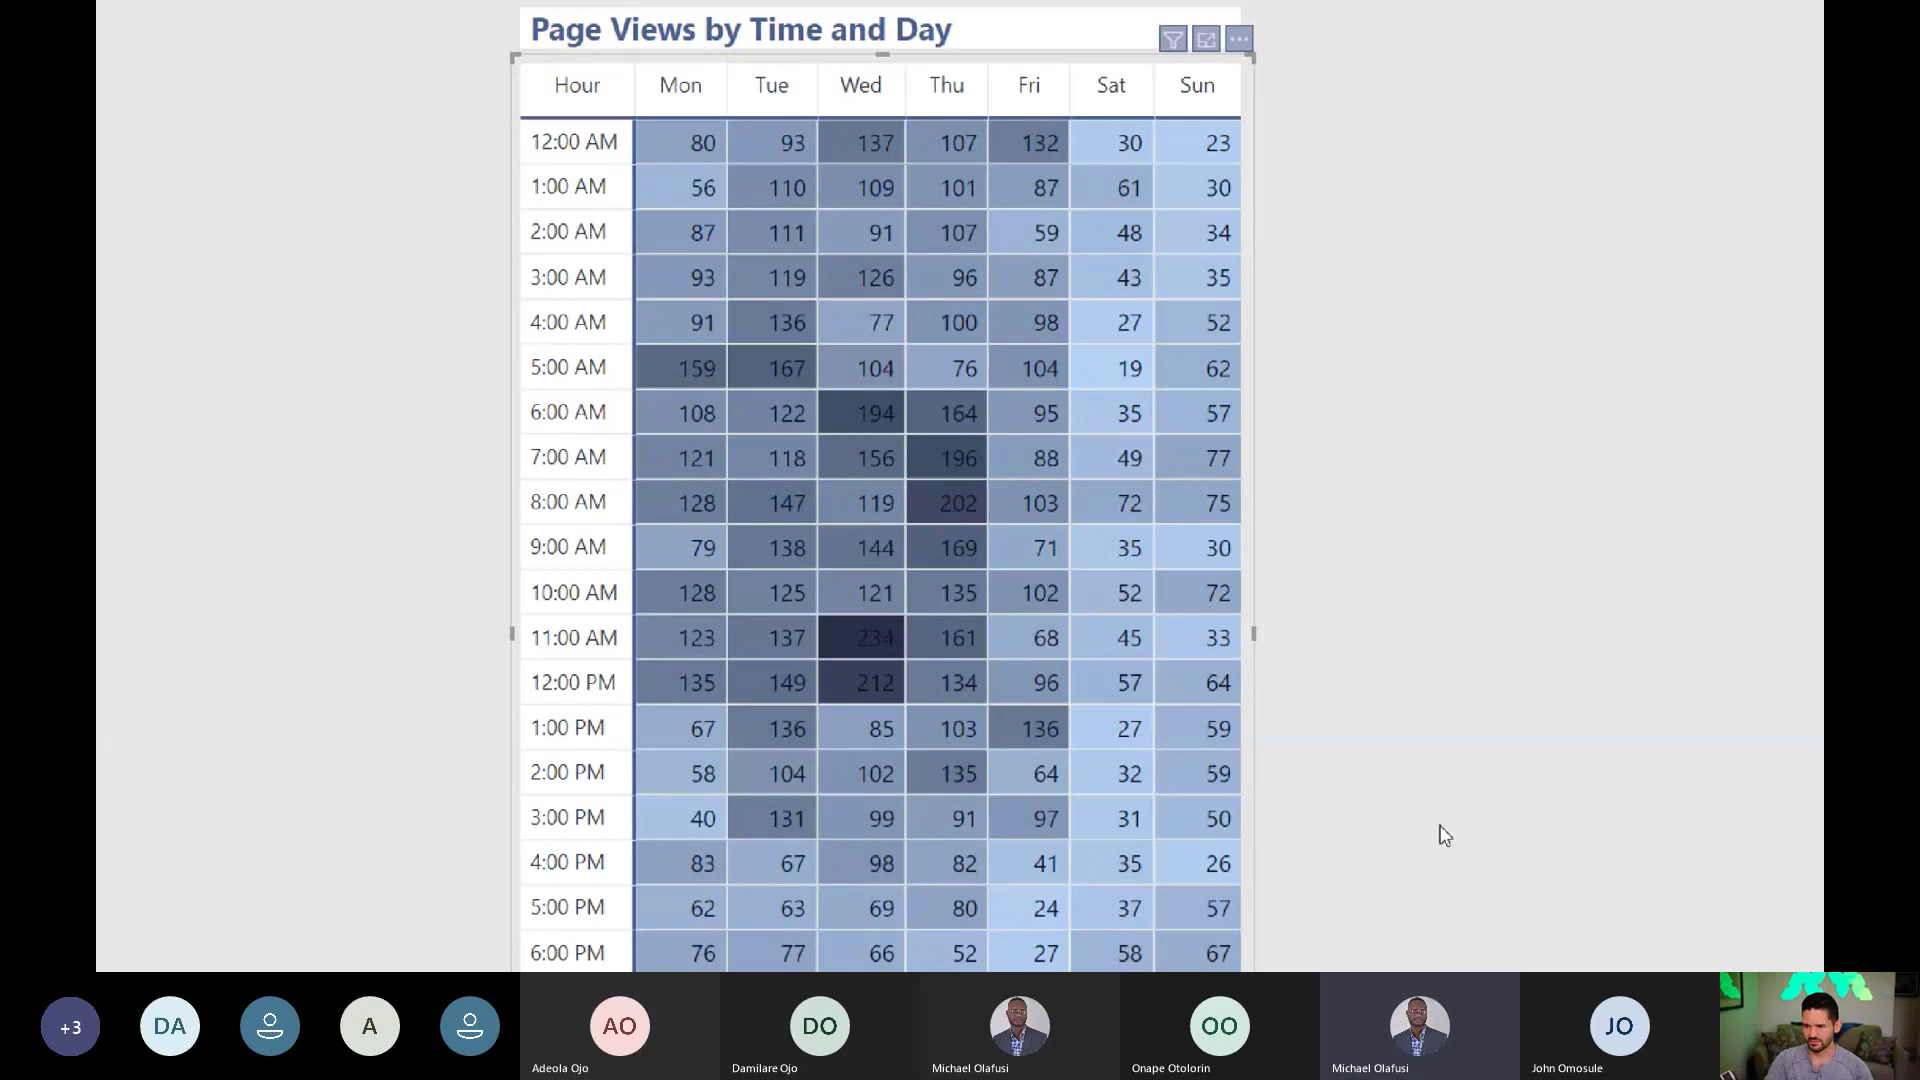 Page Views by Time and Day
Hour Mon Tue Wed Thu Fri Sat Sun
12:00 AM 80 93 137 107 132 30 23
1:00 AM 56 110 109 101 87 61 30
2:00 AM 87 111 91 107 59 48 34
3:00 AM 93 119 126 96 87 43 35
4:00 AM 91 136 77 100 98 27 52
5:00 AM 159 167 104 76 104 19 62
6:00 AM 108 122 194 164 95 35 57
7:00 AM 121 118 156 196 88 49 77
8:00 AM 128 147 119 202 103 72 75
9:00 AM 79 138 144 169 71 35 30
10:00 AM 128 125 121 135 102 52 72
11:00 AM 123 137 234 161 68 45 33
12:00 PM 135 149 212 134 96 57 64
1:00 PM 67 136 85 103 136 27 59
2:00 PM 58 104 102 135 64 32 59
3:00 PM 40 131 99 91 97 31 50
4:00 PM 83 67 98 82 41 35 26
5:00 PM 62 63 69 80 24 37 57
6:00 PM 76 77 66 52 27 58 67
+3 DA A AO DO OO JO
Adeola Ojo Damilare Ojo Michael Olafusi Onape Otolorin Michael Olafusi John Omosule